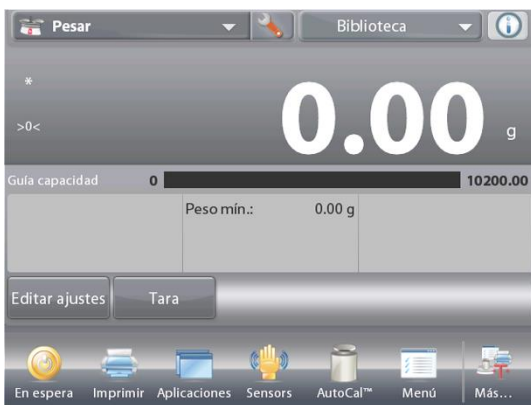 Pesar Biblioteca
*
0.00 g
>0<
Guía capacidad 0 10200.00
Peso mín.: 0.00 g
Editar ajustes Tara
En espera Imprimir Aplicaciones Sensors AutoCal™ Menú Más...